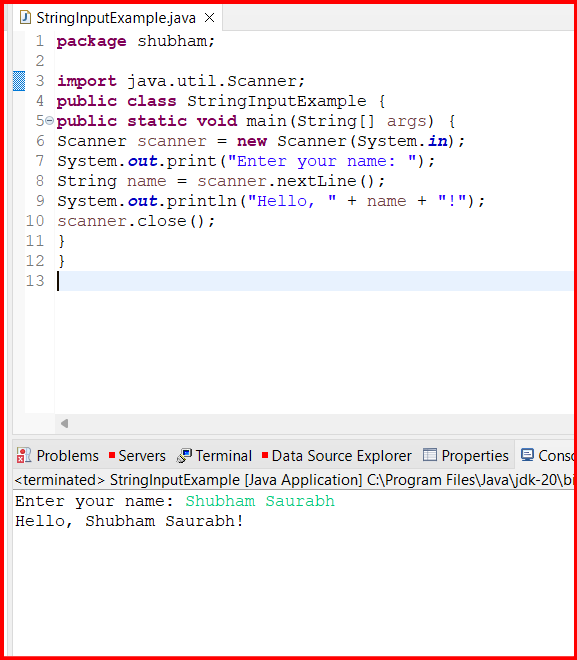 StringInputExample.java
1 package shubham;
2
3 import java.util.Scanner;
4 public class StringInputExample {
5 public static void main(String[] args) {
6 Scanner scanner = new Scanner(System.in);
7 System.out.print("Enter your name: ");
8 String name = scanner.nextLine();
9 System.out.println("Hello, " + name + "!");
10 scanner.close();
11 }
12 }
13
Problems Servers Terminal Data Source Explorer Properties Conso
<terminated> StringInputExample [Java Application] C:\Program Files\Java\jdk-20\bi
Enter your name: Shubham Saurabh
Hello, Shubham Saurabh!